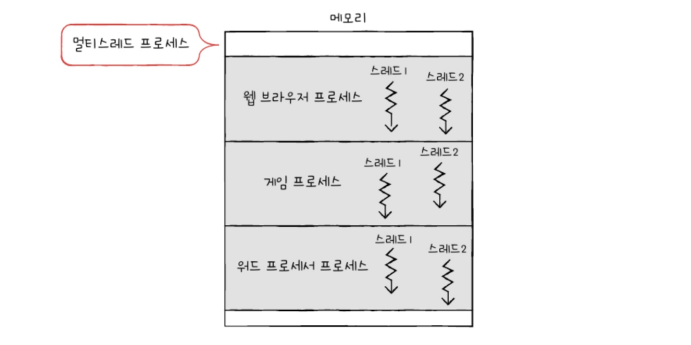 메모리
멀티스레드 프로세스
스레드1
스레드2
웹 브라우저 프로세스
스레드1
스레드2
게임 프로세스
스레드1
스레드2
워드 프로세서 프로세스